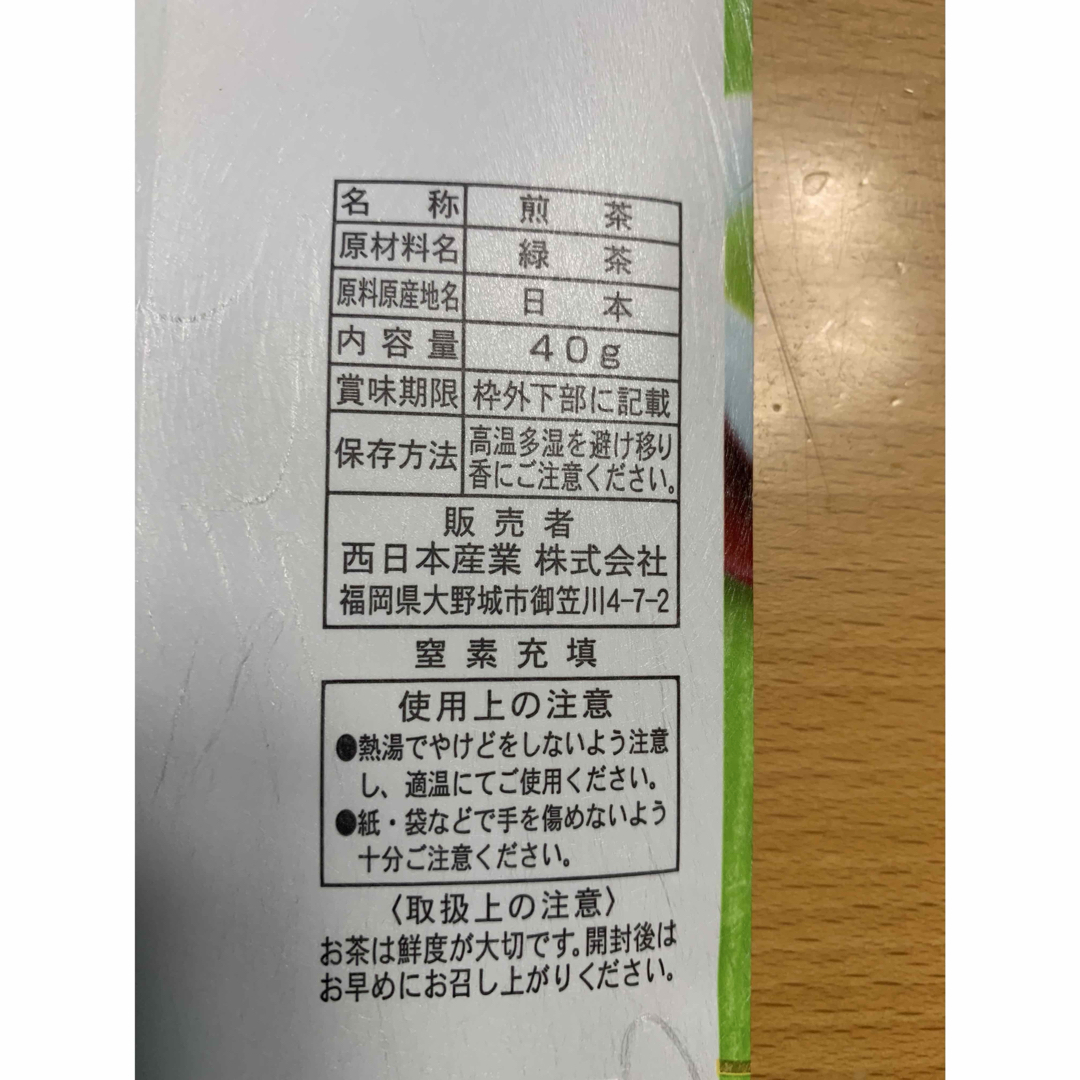 名 称 煎 茶
原材料名 緑 茶
原料原産地名 日 本
内容量 40g
賞味期限 枠外下部に記載
保存方法 高温多湿を避け移り
香にご注意ください。
販売者
西日本産業 株式会社
福岡県大野城市御笠川4-7-2
窒素充填
使用上の注意
●熱湯でやけどをしないよう注意
し、適温にてご使用ください。
●紙・袋などで手を傷めないよう
十分ご注意ください。
〈取扱上の注意〉
お茶は鮮度が大切です。開封後は
お早めにお召し上がりください。